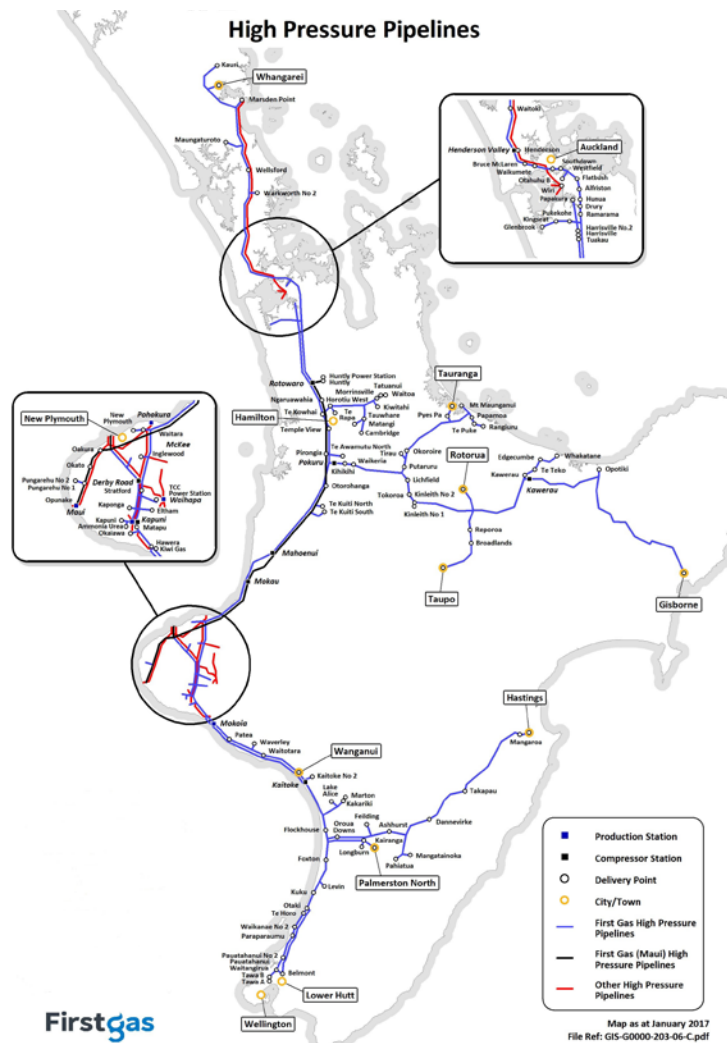 High Pressure Pipelines
Kauri
Whangarei
Marsden Point
Maungaturoto
Wellsford
Warkworth No 2
Waitoki
Henderson Valley
Henderson
Auckland
Bruce McLaren
Southdown
Westfield
Waikumete
Otahuhu B
Flatbush
Wiri
Alfriston
Papakura
Hunua
Drury
Pukekohe
Ramarama
Kingseat
Harrisville No.2
Glenbrook
Harrisville
Tuakau
Huntly Power Station
Huntly
Rotowaro
Tatuanui
Morrinsville
Waitoa
Ngaruawahia
Horotiu West
Kiwitahi
Te Kowhai
Te Rapa
Tauwhare
Matangi
Hamilton
Cambridge
Temple View
Tauranga
Mt Maunganui
Pyes Pa
Papamoa
Te Puke
Rangiuru
Te Awamutu North
Pirongia
Okoroire
Tirau
Pokuru
Waikeria
Kihikihi
Putaruru
Rotorua
Edgecumbe
Whakatane
Te Teko
Opotiki
Kawerau
Kawerau
Lichfield
Otorohanga
Tokoroa
Kinleith No 2
Kinleith No 1
Te Kuiti North
Te Kuiti South
Reporoa
Broadlands
Taupo
Gisborne
Mahoenui
Mokau
Pohokura
New Plymouth
New Plymouth
Waitara
McKee
Oakura
Inglewood
Okato
Derby Road
TCC Power Station
Pungarehu No 2
Pungarehu No 1
Stratford
Waihapa
Opunake
Kaponga
Eltham
Maui
Kapuni
Kapuni
Ammonia Urea
Matapu
Okaiawa
Hawera
Kiwi Gas
Mokoia
Patea
Waverley
Waitotara
Wanganui
Kaitoke No 2
Kaitoke
Lake Alice
Marton
Kakariki
Hastings
Mangaroa
Takapau
Dannevirke
Feilding
Ashhurst
Oroua Downs
Flockhouse
Kairanga
Longburn
Mangatainoka
Pahiatua
Foxton
Palmerston North
Levin
Kuku
Otaki
Te Horo
Waikanae No 2
Paraparaumu
Pauatahanui No 2
Pauatahanui
Waitangirua
Tawa B
Tawa A
Belmont
Lower Hutt
Wellington
Production Station
Compressor Station
Delivery Point
City/Town
First Gas High Pressure
Pipelines
First Gas (Maui) High
Pressure Pipelines
Other High Pressure
Pipelines
Firstgas
Map as at January 2017
File Ref: GIS-G0000-203-06-C.pdf